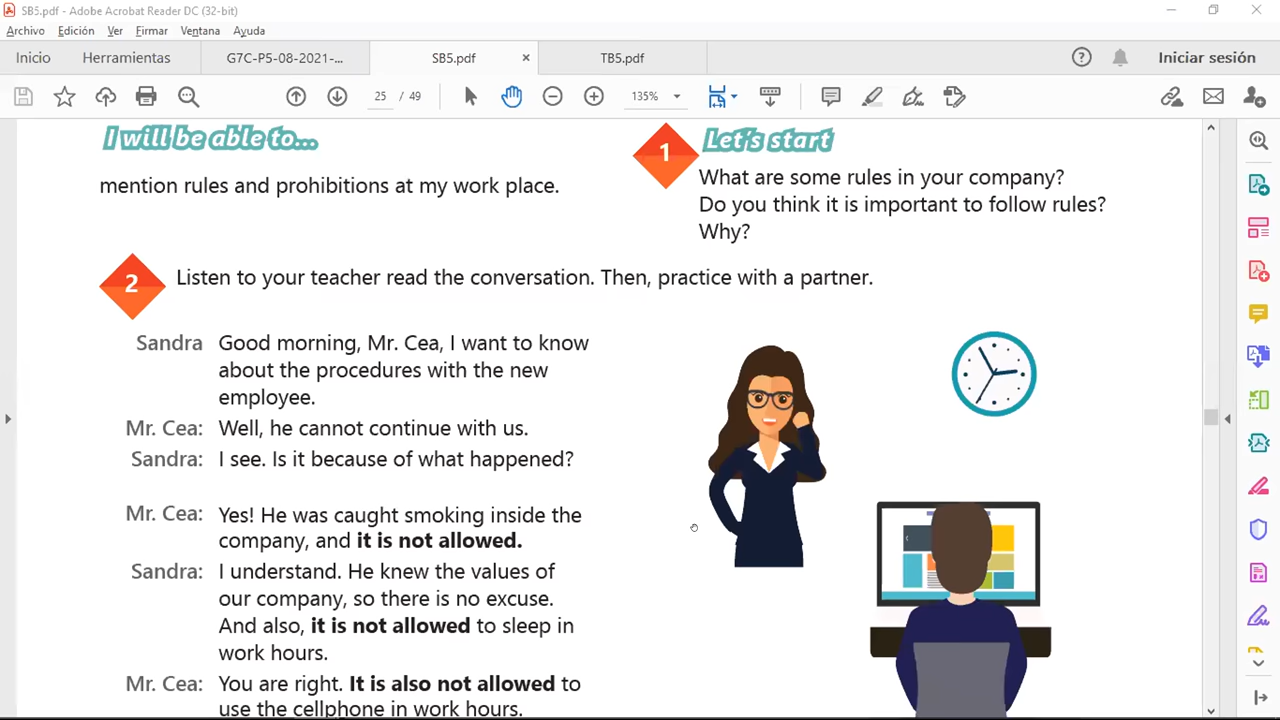 SB5.pdf - Adobe Acrobat Reader DC (32-bit)
Archivo Edición Ver Firmar Ventana Ayuda
Inicio Herramientas G7C-P5-08-2021-... SB5.pdf × TB5.pdf Iniciar sesión
25 / 49 135%
I will be able to...
mention rules and prohibitions at my work place.
1 Let's start
What are some rules in your company?
Do you think it is important to follow rules?
Why?
2 Listen to your teacher read the conversation. Then, practice with a partner.
Sandra Good morning, Mr. Cea, I want to know
about the procedures with the new
employee.
Mr. Cea: Well, he cannot continue with us.
Sandra: I see. Is it because of what happened?
Mr. Cea: Yes! He was caught smoking inside the
company, and it is not allowed.
Sandra: I understand. He knew the values of
our company, so there is no excuse.
And also, it is not allowed to sleep in
work hours.
Mr. Cea: You are right. It is also not allowed to
use the cellphone in work hours.